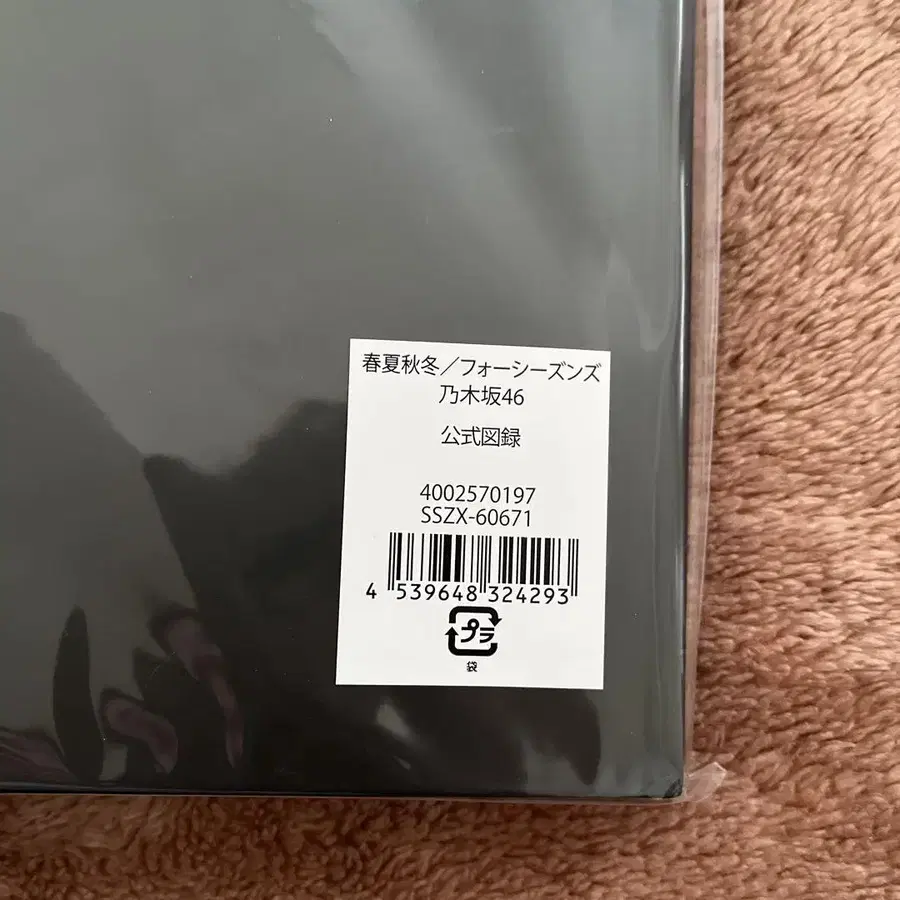 春夏秋冬／フォーシーズンズ
乃木坂46
公式図録
4002570197
SSZX-60671
4 539648 324293
プラ
袋